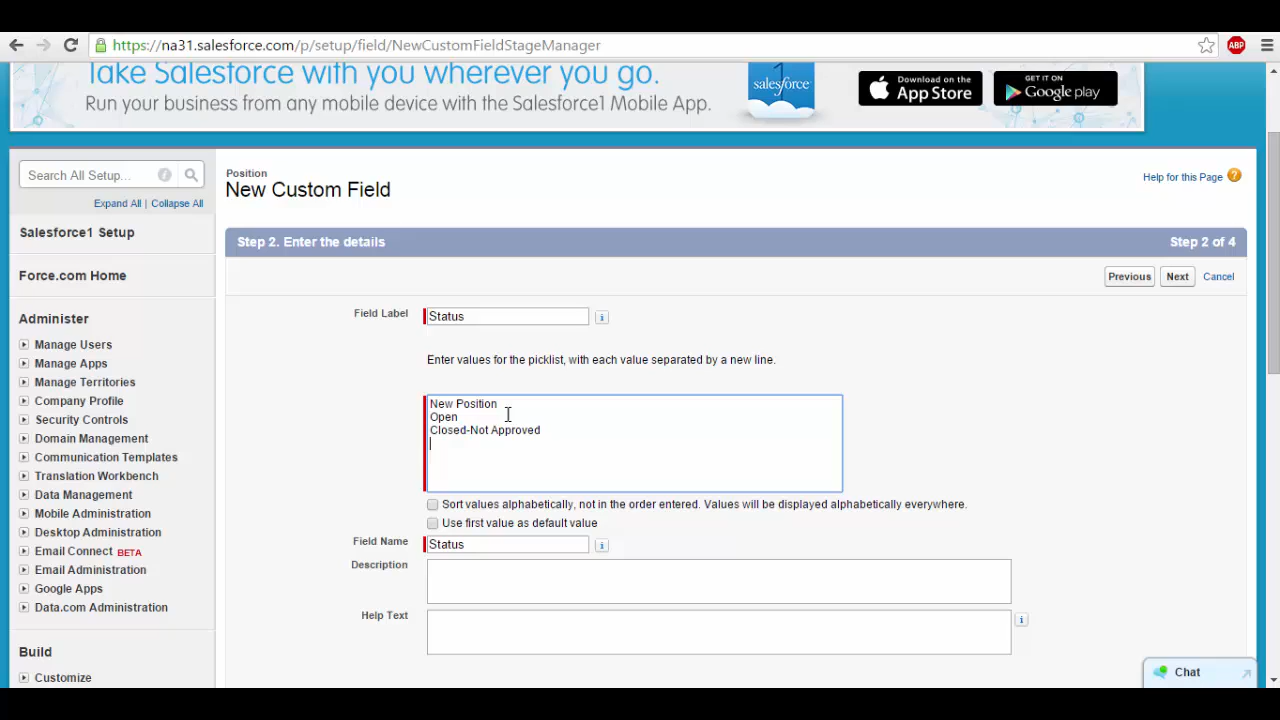 https://na31.salesforce.com/p/setup/field/NewCustomFieldStageManager
ABP
Take Salesforce with you wherever you go.
Run your business from any mobile device with the Salesforce1 Mobile App.
1
salesforce
Download on the
App Store
GET IT ON
Google play
Search All Setup...
i
Expand All | Collapse All
Salesforce1 Setup
Force.com Home
Administer
Manage Users
Manage Apps
Manage Territories
Company Profile
Security Controls
Domain Management
Communication Templates
Translation Workbench
Data Management
Mobile Administration
Desktop Administration
Email Connect BETA
Email Administration
Google Apps
Data.com Administration
Build
Customize
Position
New Custom Field
Help for this Page ?
Step 2. Enter the details
Step 2 of 4
Previous
Next
Cancel
Field Label
Status
i
Enter values for the picklist, with each value separated by a new line.
New Position
Open
Closed-Not Approved
Sort values alphabetically, not in the order entered. Values will be displayed alphabetically everywhere.
Use first value as default value
Field Name
Status
i
Description
Help Text
i
Chat